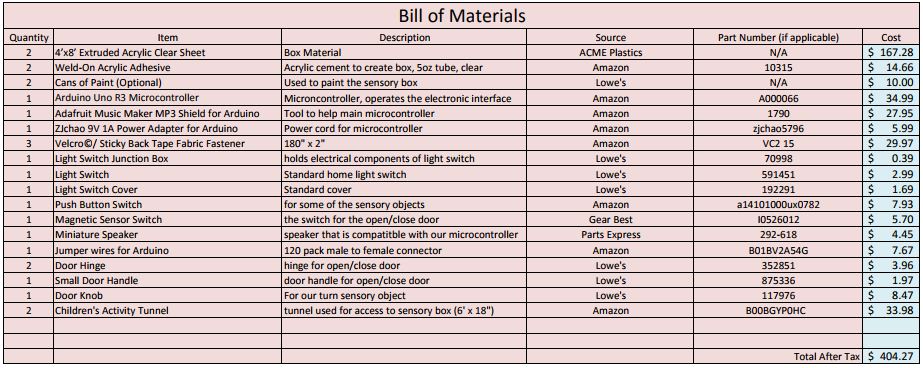 Bill of Materials
Quantity Item Description Source Part Number (if applicable) Cost
2 4'x8' Extruded Acrylic Clear Sheet Box Material ACME Plastics N/A $ 167.28
2 Weld-On Acrylic Adhesive Acrylic cement to create box, 5oz tube, clear Amazon 10315 $ 14.66
2 Cans of Paint (Optional) Used to paint the sensory box Lowe's N/A $ 10.00
1 Arduino Uno R3 Microcontroller Microncontroller, operates the electronic interface Amazon A000066 $ 34.99
1 Adafruit Music Maker MP3 Shield for Arduino Tool to help main microcontroller Amazon 1790 $ 27.95
1 ZJchao 9V 1A Power Adapter for Arduino Power cord for microcontroller Amazon zjchao5796 $ 5.99
3 Velcro©/ Sticky Back Tape Fabric Fastener 180" x 2" Amazon VC2 15 $ 29.97
1 Light Switch Junction Box holds electrical components of light switch Lowe's 70998 $ 0.39
1 Light Switch Standard home light switch Lowe's 591451 $ 2.99
1 Light Switch Cover Standard cover Lowe's 192291 $ 1.69
1 Push Button Switch for some of the sensory objects Amazon a14101000ux0782 $ 7.93
1 Magnetic Sensor Switch the switch for the open/close door Gear Best I0526012 $ 5.70
1 Miniature Speaker speaker that is compatitble with our microcontroller Parts Express 292-618 $ 4.45
1 Jumper wires for Arduino 120 pack male to female connector Amazon B01BV2A54G $ 7.67
2 Door Hinge hinge for open/close door Lowe's 352851 $ 3.96
1 Small Door Handle door handle for open/close door Lowe's 875336 $ 1.97
1 Door Knob For our turn sensory object Lowe's 117976 $ 8.47
2 Children's Activity Tunnel tunnel used for access to sensory box (6' x 18") Amazon B00BGYP0HC $ 33.98
Total After Tax $ 404.27